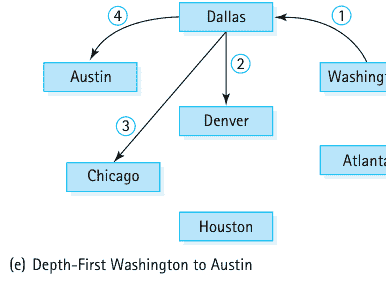 4
Dallas
1
Austin
2
Washingt
Denver
3
Atlanta
Chicago
Houston
(e) Depth-First Washington to Austin